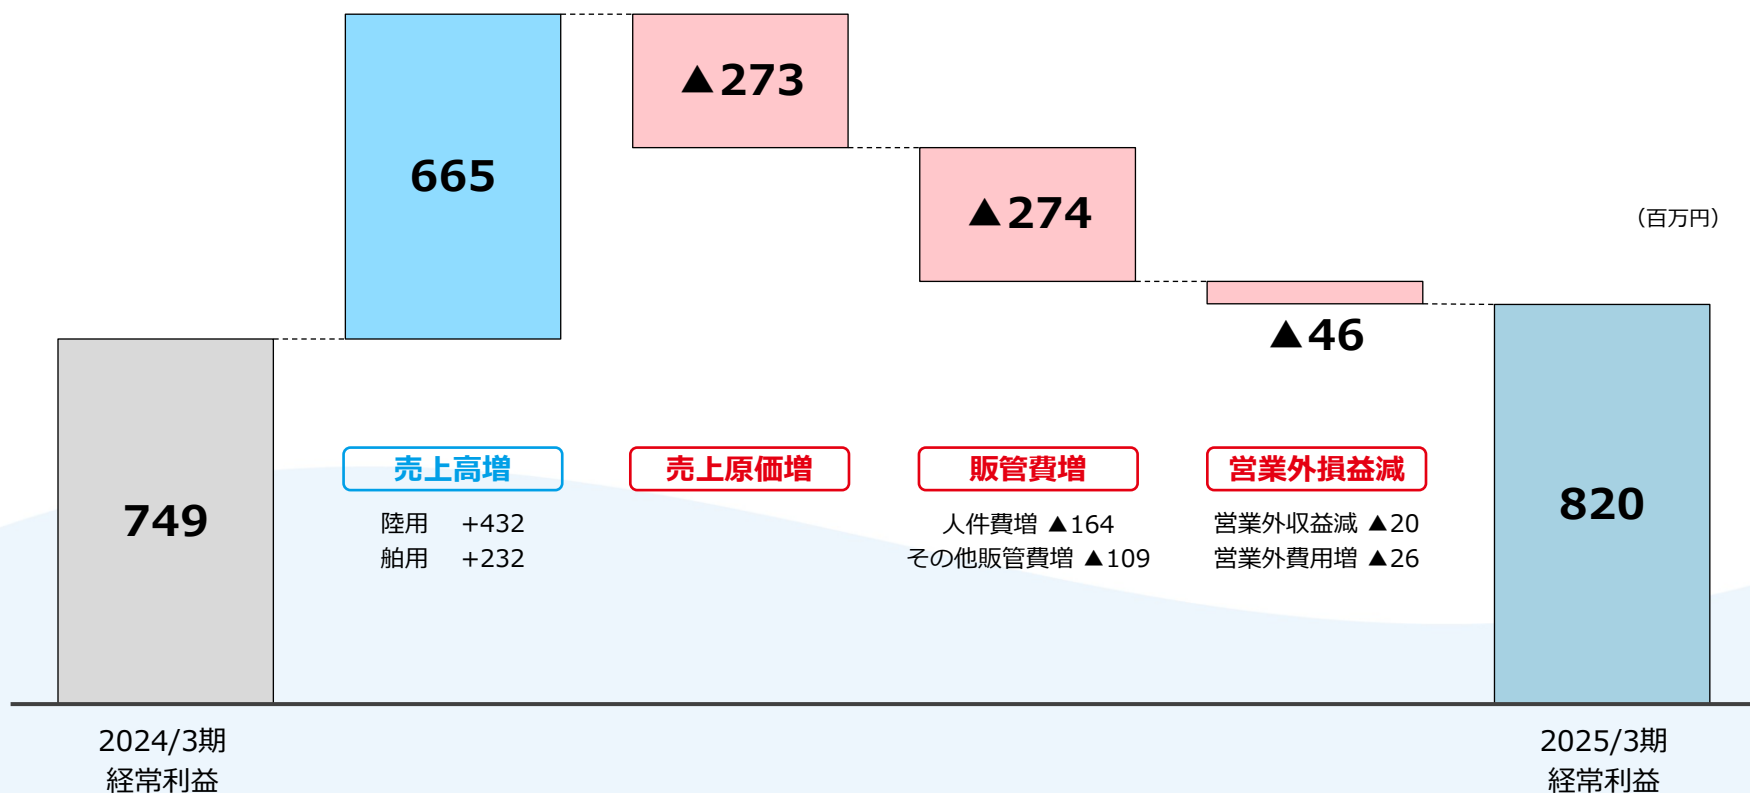 665
▲273
▲274
（百万円）
▲46
749
820
売上高増
陸用 +432
舶用 +232
売上原価増
販管費増
人件費増 ▲164
その他販管費増 ▲109
営業外損益減
営業外収益減 ▲20
営業外費用増 ▲26
2024/3期
経常利益
2025/3期
経常利益